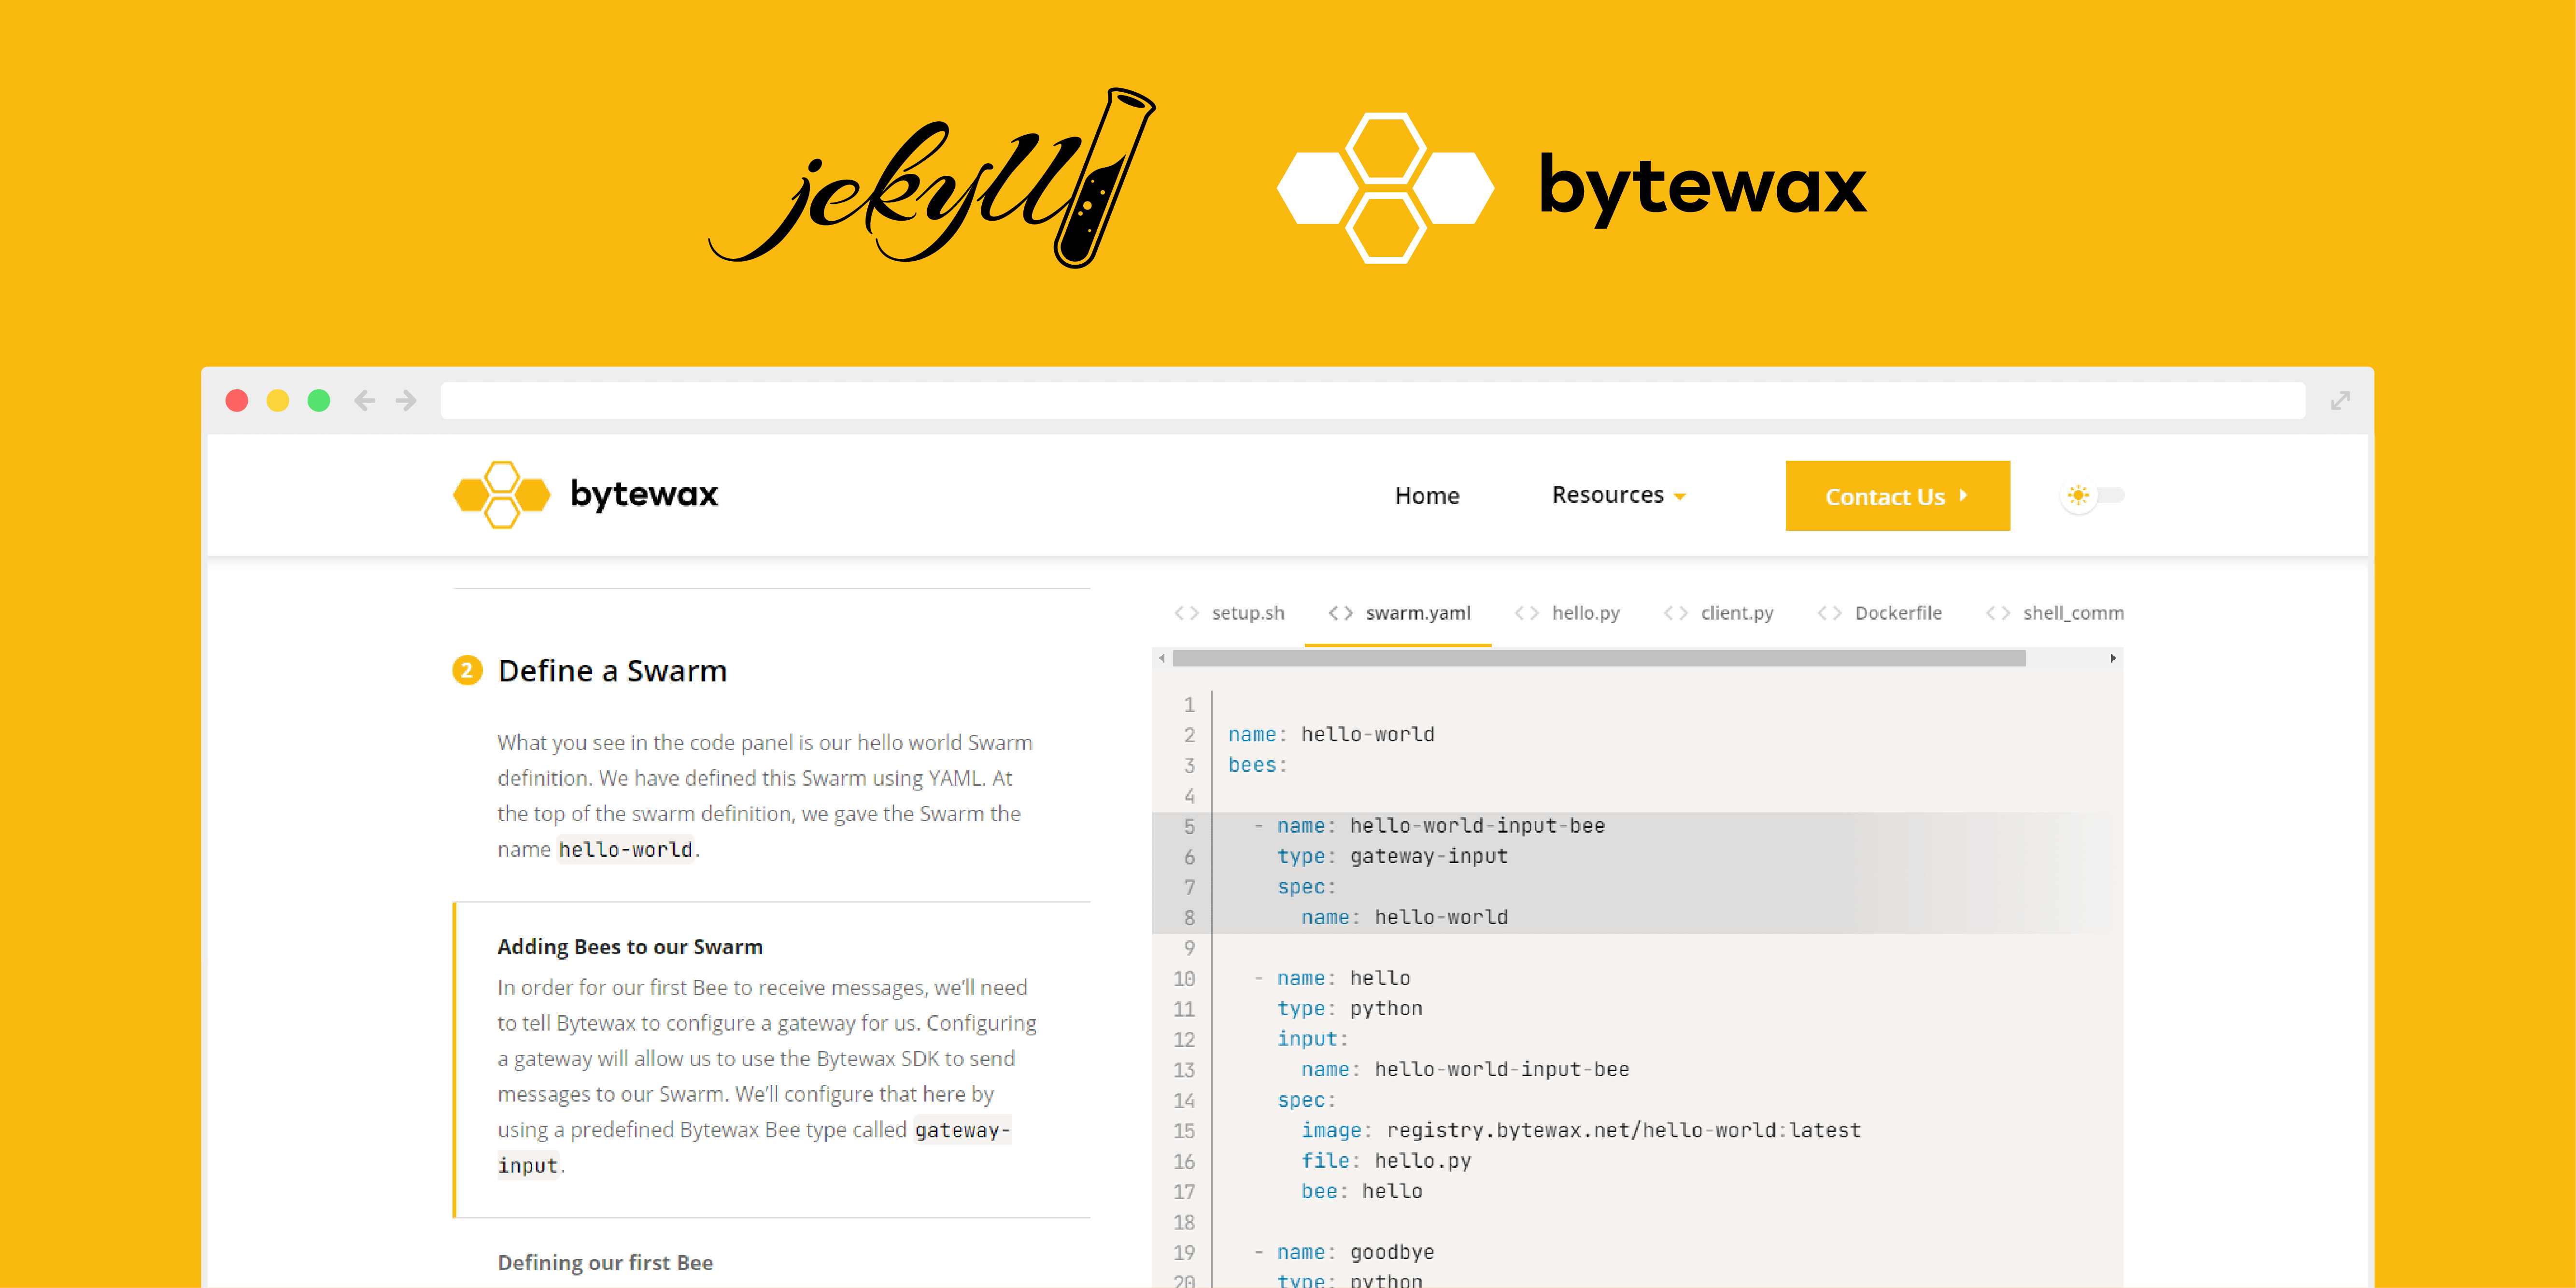 jekyll
bytewax
bytewax
Home
Resources
Contact Us
2 Define a Swarm
What you see in the code panel is our hello world Swarm
definition. We have defined this Swarm using YAML. At
the top of the swarm definition, we gave the Swarm the
name hello-world.
Adding Bees to our Swarm
In order for our first Bee to receive messages, we’ll need
to tell Bytewax to configure a gateway for us. Configuring
a gateway will allow us to use the Bytewax SDK to send
messages to our Swarm. We’ll configure that here by
using a predefined Bytewax Bee type called gateway-
input.
Defining our first Bee
<> setup.sh <> swarm.yaml <> hello.py <> client.py <> Dockerfile <> shell_comm
1
2 name: hello-world
3 bees:
4
5   - name: hello-world-input-bee
6     type: gateway-input
7     spec:
8       name: hello-world
9
10   - name: hello
11     type: python
12     input:
13       name: hello-world-input-bee
14     spec:
15       image: registry.bytewax.net/hello-world:latest
16       file: hello.py
17       bee: hello
18
19   - name: goodbye
20     type: python